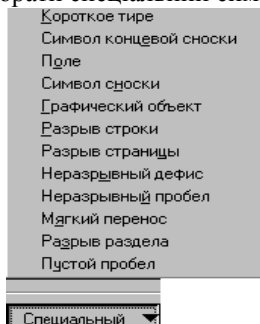 Короткое тире
Символ концевой сноски
Поле
Символ сноски
Графический объект
Разрыв строки
Разрыв страницы
Неразрывный дефис
Неразрывный пробел
Мягкий перенос
Разрыв раздела
Пустой пробел
Специальный